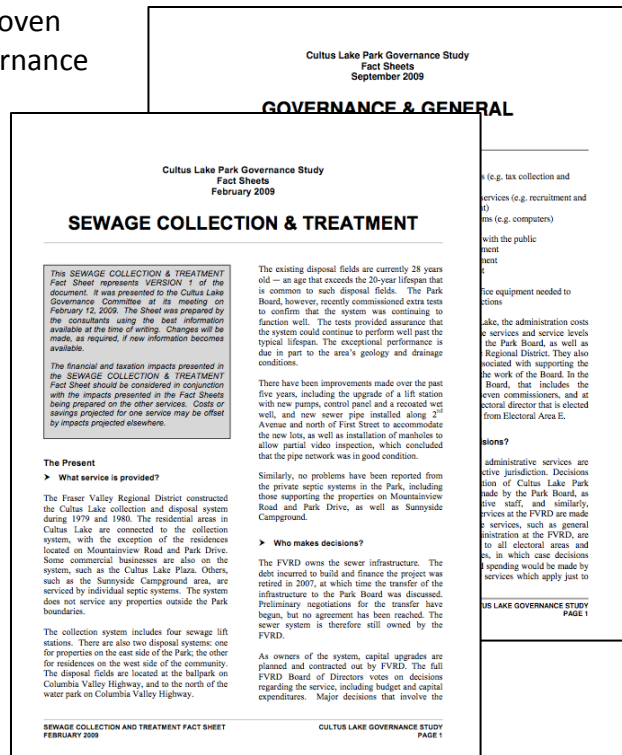 oven
rnance
Cultus Lake Park Governance Study
Fact Sheets
September 2009
GOVERNANCE & GENERAL
s (e.g. tax collection and
services (e.g. recruitment and
ms (e.g. computers)
with the public
ment
ment
fice equipment needed to
ctions
Lake, the administration costs
e services and service levels
the Park Board, as well as
Regional District. They also
sociated with supporting the
the work of the Board. In the
Board, that includes the
even commissioners, and at
ectoral director that is elected
from Electoral Area E.
isions?
administrative services are
ctive jurisdiction. Decisions
tion of Cultus Lake Park
made by the Park Board, as
tive staff, and similarly,
ervices at the FVRD are made
e services, such as general
inistration at the FVRD, are
to all electoral areas and
es, in which case decisions
d spending would be made by
services which apply just to
TUS LAKE GOVERNANCE STUDY
PAGE 1
Cultus Lake Park Governance Study
Fact Sheets
February 2009
SEWAGE COLLECTION & TREATMENT
This SEWAGE COLLECTION & TREATMENT
Fact Sheet represents VERSION 1 of the
document. It was presented to the Cultus Lake
Governance Committee at its meeting on
February 12, 2009. The Sheet was prepared by
the consultants using the best information
available at the time of writing. Changes will be
made, as required, if new information becomes
available.
The financial and taxation impacts presented in
the SEWAGE COLLECTION & TREATMENT
Fact Sheet should be considered in conjunction
with the impacts presented in the Fact Sheets
being prepared on the other services. Costs or
savings projected for one service may be offset
by impacts projected elsewhere.
The Present
➤ What service is provided?
The Fraser Valley Regional District constructed
the Cultus Lake collection and disposal system
during 1979 and 1980. The residential areas in
Cultus Lake are connected to the collection
system, with the exception of the residences
located on Mountainview Road and Park Drive.
Some commercial businesses are also on the
system, such as the Cultus Lake Plaza. Others,
such as the Sunnyside Campground area, are
serviced by individual septic systems. The system
does not service any properties outside the Park
boundaries.
The collection system includes four sewage lift
stations. There are also two disposal systems: one
for properties on the east side of the Park; the other
for residences on the west side of the community.
The disposal fields are located at the ballpark on
Columbia Valley Highway, and to the north of the
water park on Columbia Valley Highway.
The existing disposal fields are currently 28 years
old — an age that exceeds the 20-year lifespan that
is common to such disposal fields. The Park
Board, however, recently commissioned extra tests
to confirm that the system was continuing to
function well. The tests provided assurance that
the system could continue to perform well past the
typical lifespan. The exceptional performance is
due in part to the area's geology and drainage
conditions.
There have been improvements made over the past
five years, including the upgrade of a lift station
with new pumps, control panel and a recoated wet
well, and new sewer pipe installed along 2nd
Avenue and north of First Street to accommodate
the new lots, as well as installation of manholes to
allow partial video inspection, which concluded
that the pipe network was in good condition.
Similarly, no problems have been reported from
the private septic systems in the Park, including
those supporting the properties on Mountainview
Road and Park Drive, as well as Sunnyside
Campground.
➤ Who makes decisions?
The FVRD owns the sewer infrastructure. The
debt incurred to build and finance the project was
retired in 2007, at which time the transfer of the
infrastructure to the Park Board was discussed.
Preliminary negotiations for the transfer have
begun, but no agreement has been reached. The
sewer system is therefore still owned by the
FVRD.
As owners of the system, capital upgrades are
planned and contracted out by FVRD. The full
FVRD Board of Directors votes on decisions
regarding the service, including budget and capital
expenditures. Major decisions that involve the
SEWAGE COLLECTION AND TREATMENT FACT SHEET
FEBRUARY 2009
CULTUS LAKE GOVERNANCE STUDY
PAGE 1